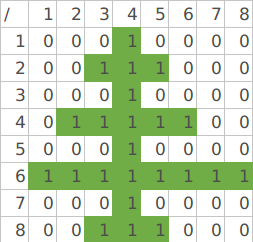 / 1 2 3 4 5 6 7 8
1 0 0 0 1 0 0 0 0
2 0 0 1 1 1 0 0 0
3 0 0 0 1 0 0 0 0
4 0 1 1 1 1 1 0 0
5 0 0 0 1 0 0 0 0
6 1 1 1 1 1 1 1 1
7 0 0 0 1 0 0 0 0
8 0 0 1 1 1 0 0 0